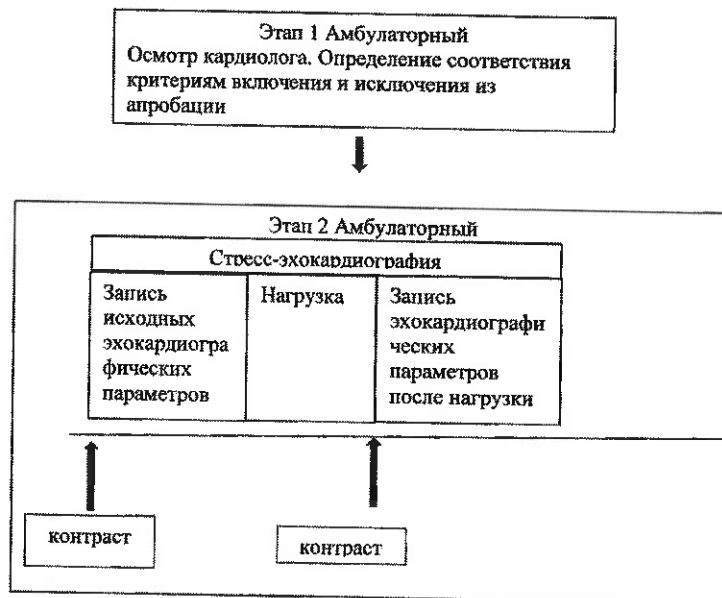 Этап 1 Амбулаторный
Осмотр кардиолога. Определение соответствия
критериям включения и исключения из
апробации
Этап 2 Амбулаторный
Стресс-эхокардиография
Запись
исходных
эхокардиогра
фических
параметров
Нагрузка
Запись
эхокардиографи
ческих
параметров
после нагрузки
контраст
контраст